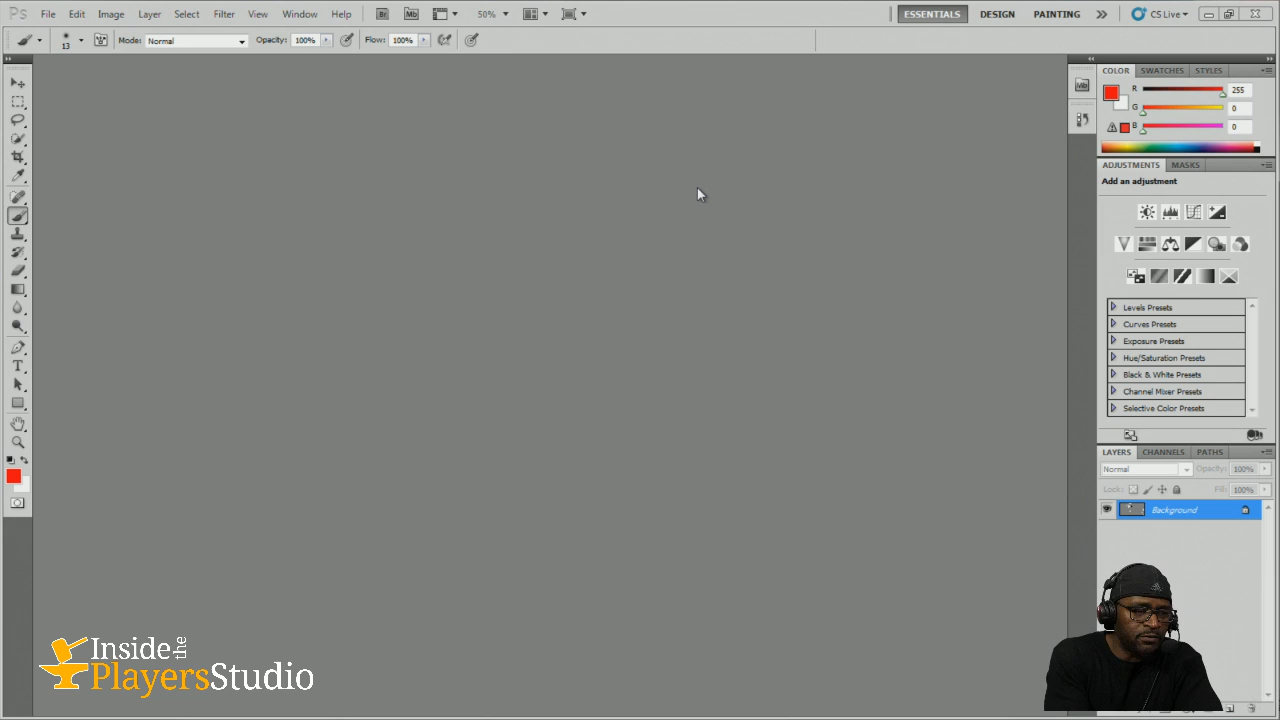 Ps File Edit Image Layer Select Filter View Window Help Br Mb 50% ESSENTIALS DESIGN PAINTING CS Live
13 Mode: Normal Opacity: 100% Flow: 100%
COLOR SWATCHES STYLES
Mb
R 255
G 0
B 0
ADJUSTMENTS MASKS
Add an adjustment
Levels Presets
Curves Presets
Exposure Presets
Hue/Saturation Presets
Black & White Presets
Channel Mixer Presets
Selective Color Presets
LAYERS CHANNELS PATHS
Normal Opacity: 100%
Lock: Fill: 100%
Background
Inside the
PlayersStudio